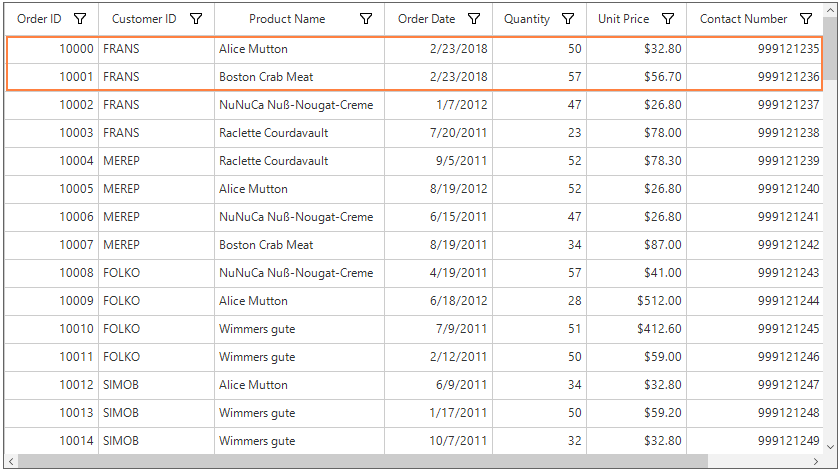 Order ID Customer ID Product Name Order Date Quantity Unit Price Contact Number
10000 FRANS Alice Mutton 2/23/2018 50 $32.80 999121235
10001 FRANS Boston Crab Meat 2/23/2018 57 $56.70 999121236
10002 FRANS NuNuCa Nuß-Nougat-Creme 1/7/2012 47 $26.80 999121237
10003 FRANS Raclette Courdavault 7/20/2011 23 $78.00 999121238
10004 MEREP Raclette Courdavault 9/5/2011 52 $78.30 999121239
10005 MEREP Alice Mutton 8/19/2012 52 $26.80 999121240
10006 MEREP NuNuCa Nuß-Nougat-Creme 6/15/2011 47 $26.80 999121241
10007 MEREP Boston Crab Meat 8/19/2011 34 $87.00 999121242
10008 FOLKO NuNuCa Nuß-Nougat-Creme 4/19/2011 57 $41.00 999121243
10009 FOLKO Alice Mutton 6/18/2012 28 $512.00 999121244
10010 FOLKO Wimmers gute 7/9/2011 51 $412.60 999121245
10011 FOLKO Wimmers gute 2/12/2011 50 $59.00 999121246
10012 SIMOB Alice Mutton 6/9/2011 34 $32.80 999121247
10013 SIMOB Wimmers gute 1/17/2011 50 $59.20 999121248
10014 SIMOB Wimmers gute 10/7/2011 32 $32.80 999121249